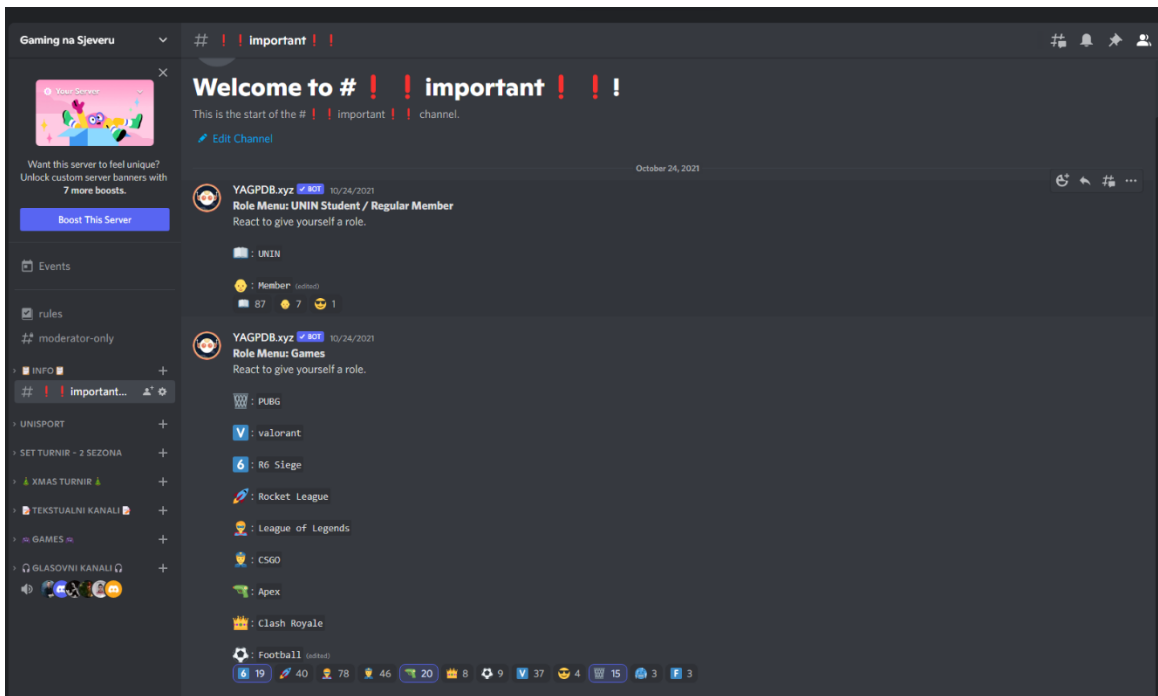 Gaming na Sjeveru
# ❗❗important❗❗
Your Server
Want this server to feel unique?
Unlock custom server banners with
7 more boosts.
Boost This Server
Events
rules
moderator-only
INFO
# ❗❗important...
UNISPORT
SET TURNIR - 2 SEZONA
XMAS TURNIR
TEKSTUALNI KANALI
GAMES
GLASOVNI KANALI
Welcome to #❗❗important❗❗!
This is the start of the #❗❗important❗❗ channel.
Edit Channel
October 24, 2021
YAGPDB.xyz ✓ BOT 10/24/2021
Role Menu: UNIN Student / Regular Member
React to give yourself a role.
📖 : UNIN
👴 : Member (edited)
📖 87 👴 7 😎 1
YAGPDB.xyz ✓ BOT 10/24/2021
Role Menu: Games
React to give yourself a role.
: PUBG
V : valorant
6 : R6 Siege
: Rocket League
: League of Legends
: CSGO
: Apex
: Clash Royale
: Football (edited)
6 19 40 78 46 20 8 9 V 37 4 15 3 F 3